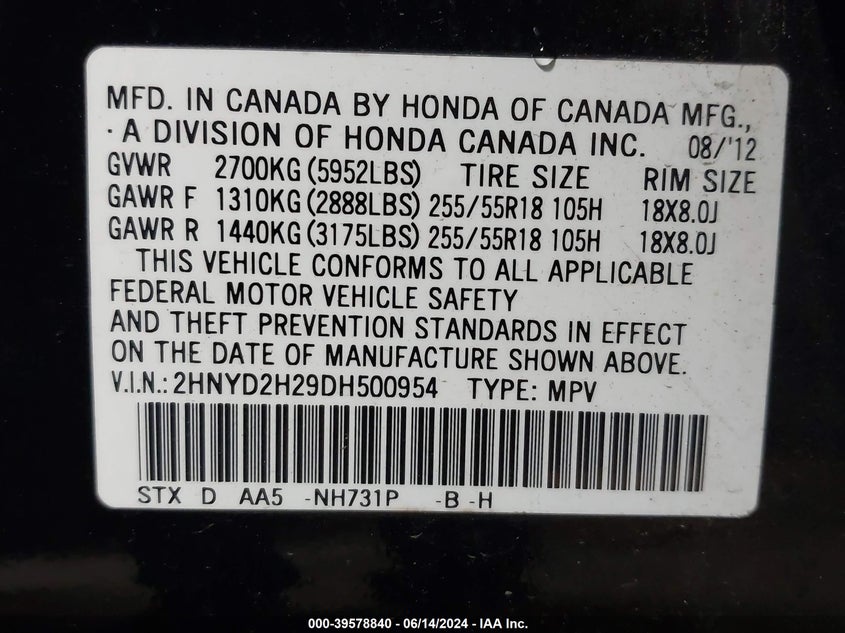 MFD. IN CANADA BY HONDA OF CANADA MFG.,
· A DIVISION OF HONDA CANADA INC. 08/'12
GVWR 2700KG (5952LBS) TIRE SIZE RIM SIZE
GAWR F 1310KG (2888LBS) 255/55R18 105H 18X8.0J
GAWR R 1440KG (3175LBS) 255/55R18 105H 18X8.0J
THIS VEHICLE CONFORMS TO ALL APPLICABLE
FEDERAL MOTOR VEHICLE SAFETY
AND THEFT PREVENTION STANDARDS IN EFFECT
ON THE DATE OF MANUFACTURE SHOWN ABOVE.
V.I.N.: 2HNYD2H29DH500954 TYPE: MPV
STX D AA5 -NH731P -B -H
000-39578840 - 06/14/2024 - IAA Inc.